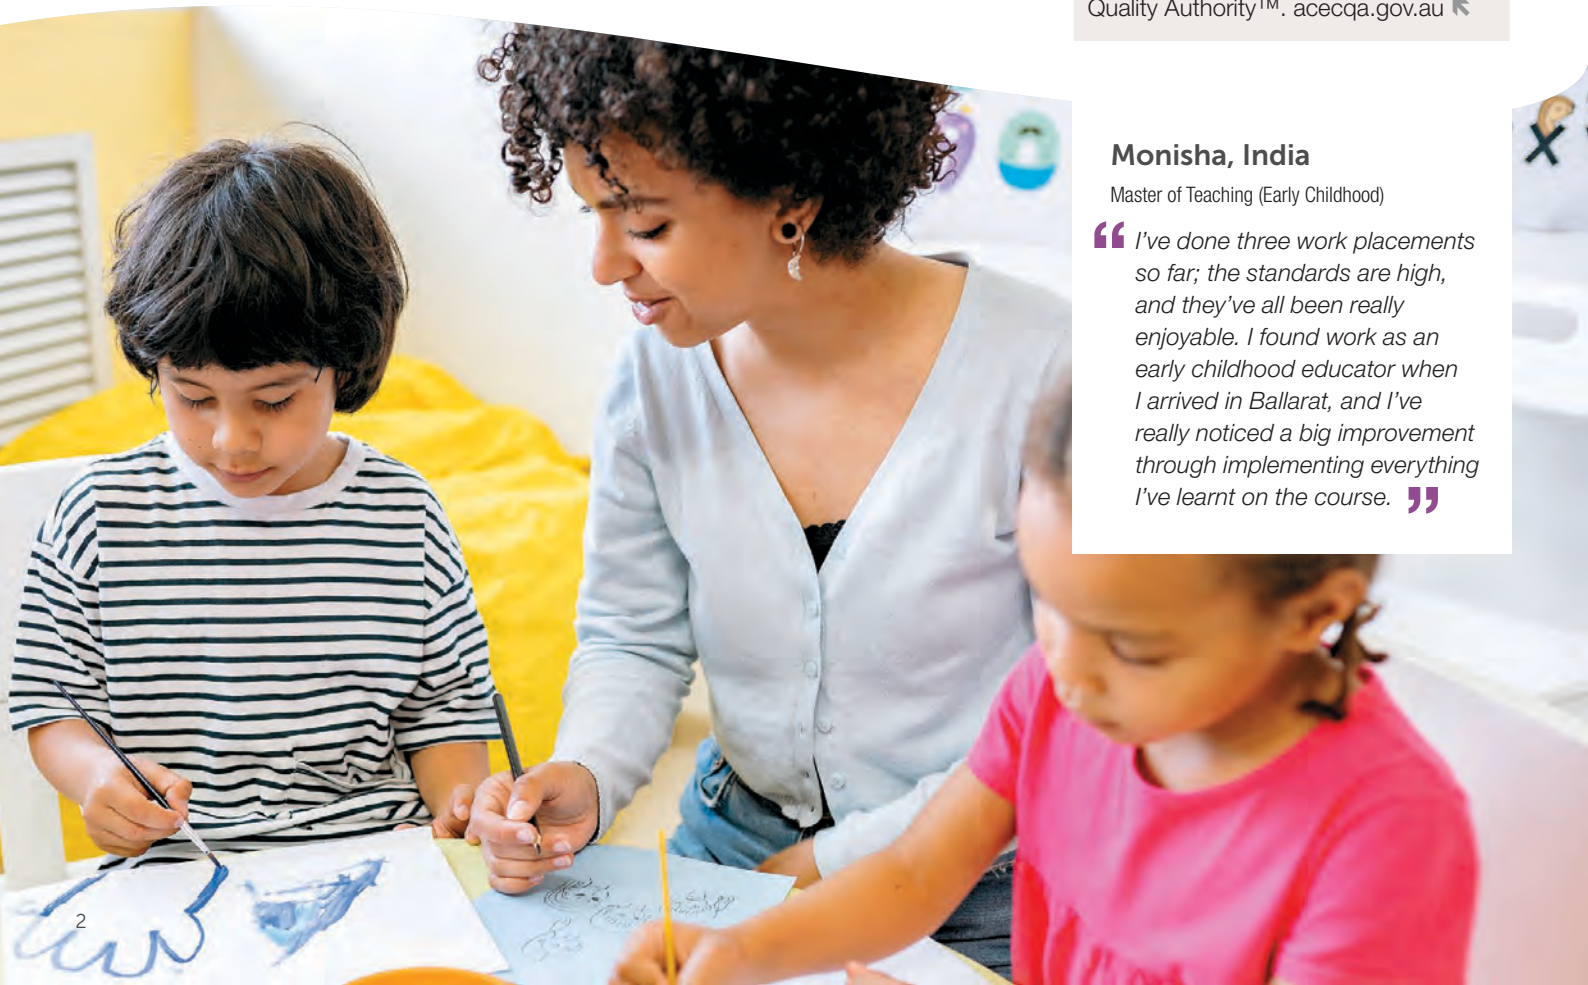 Quality Authority™. acecqa.gov.au
Monisha, India
Master of Teaching (Early Childhood)
“ I've done three work placements
so far; the standards are high,
and they've all been really
enjoyable. I found work as an
early childhood educator when
I arrived in Ballarat, and I've
really noticed a big improvement
through implementing everything
I've learnt on the course. ”
2